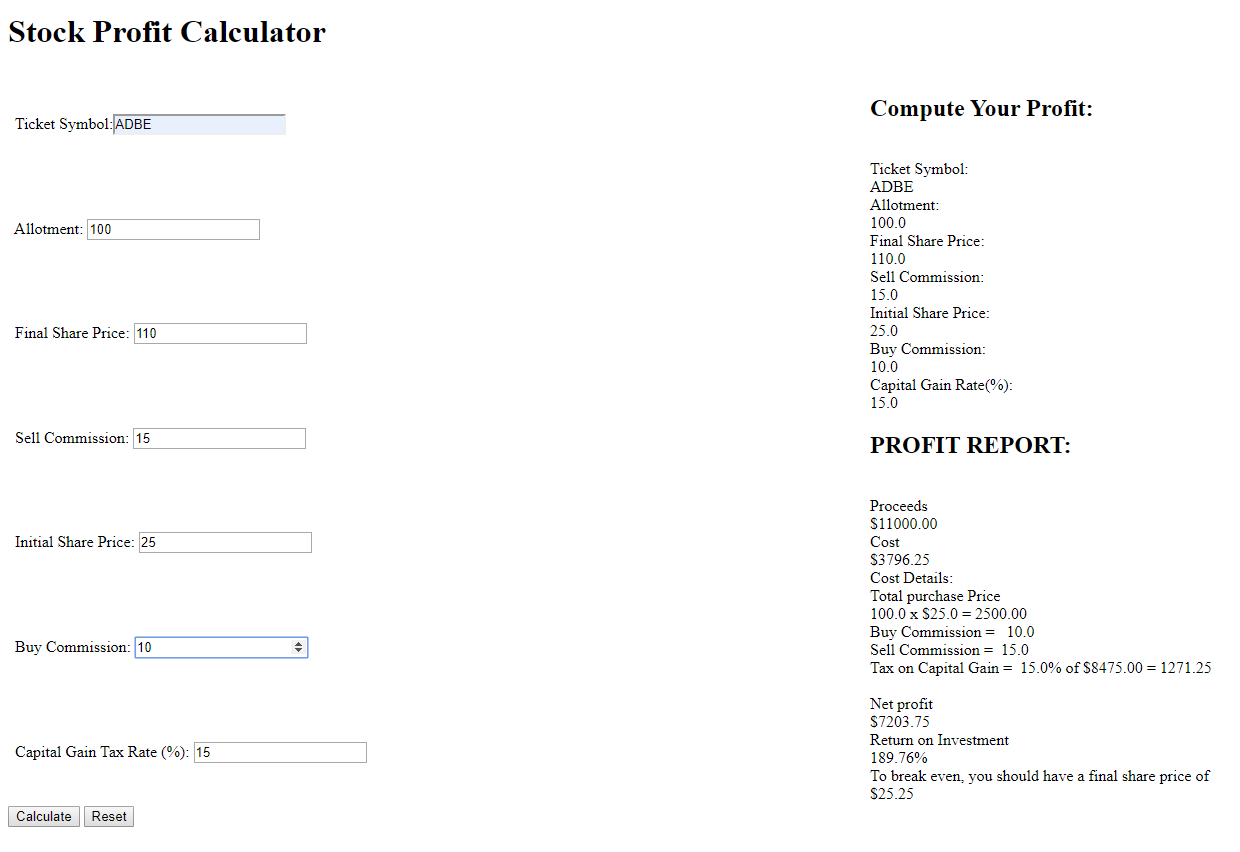 Stock Profit Calculator
Ticket Symbol: ADBE
Allotment: 100
Final Share Price: 110
Sell Commission: 15
Initial Share Price: 25
Buy Commission: 10
Capital Gain Tax Rate (%): 15
Calculate Reset
Compute Your Profit:
Ticket Symbol:
ADBE
Allotment:
100.0
Final Share Price:
110.0
Sell Commission:
15.0
Initial Share Price:
25.0
Buy Commission:
10.0
Capital Gain Rate(%):
15.0
PROFIT REPORT:
Proceeds
$11000.00
Cost
$3796.25
Cost Details:
Total purchase Price
100.0 x $25.0 = 2500.00
Buy Commission = 10.0
Sell Commission = 15.0
Tax on Capital Gain = 15.0% of $8475.00 = 1271.25
Net profit
$7203.75
Return on Investment
189.76%
To break even, you should have a final share price of
$25.25